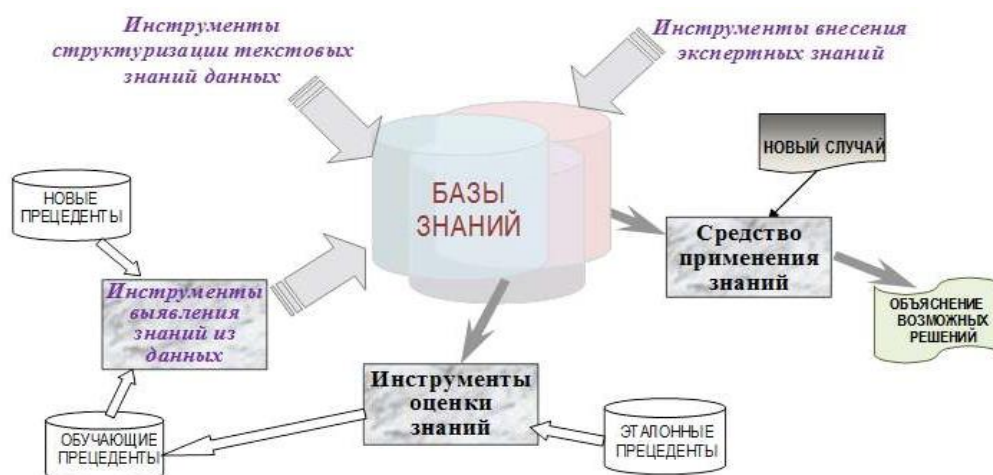 Инструменты
структуризации текстовых
знаний данных
Инструменты внесения
экспертных знаний
НОВЫЙ СЛУЧАЙ
НОВЫЕ
ПРЕЦЕДЕНТЫ
БАЗЫ
ЗНАНИЙ
Средство
применения
знаний
Инструменты
выявления
знаний из
данных
ОБЪЯСНЕНИЕ
ВОЗМОЖНЫХ
РЕШЕНИЙ
Инструменты
оценки
знаний
ОБУЧАЮЩИЕ
ПРЕЦЕДЕНТЫ
ЭТАЛОННЫЕ
ПРЕЦЕДЕНТЫ